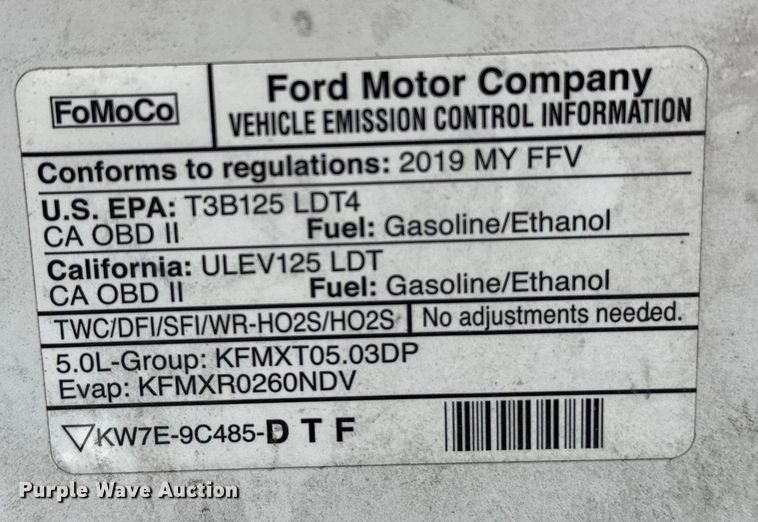 FoMoCo
Ford Motor Company
VEHICLE EMISSION CONTROL INFORMATION
Conforms to regulations: 2019 MY FFV
U.S. EPA: T3B125 LDT4
CA OBD II Fuel: Gasoline/Ethanol
California: ULEV125 LDT
CA OBD II Fuel: Gasoline/Ethanol
TWC/DFI/SFI/WR-HO2S/HO2S No adjustments needed.
5.0L-Group: KFMXT05.03DP
Evap: KFMXR0260NDV
▽KW7E-9C485-D T F
Purple Wave Auction